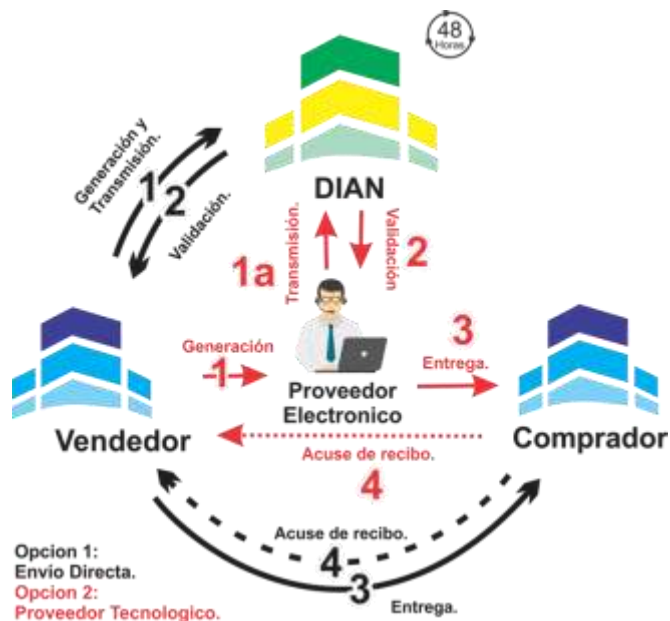 48
Horas.
DIAN
Generación y
Transmisión.
1
2
Validación.
1a
Transmisión.
Validación
2
Generación
1
Proveedor
Electronico
3
Entrega.
Vendedor
Comprador
Acuse de recibo.
4
Acuse de recibo.
4
3
Entrega.
Opcion 1:
Envio Directa.
Opcion 2:
Proveedor Tecnologico.